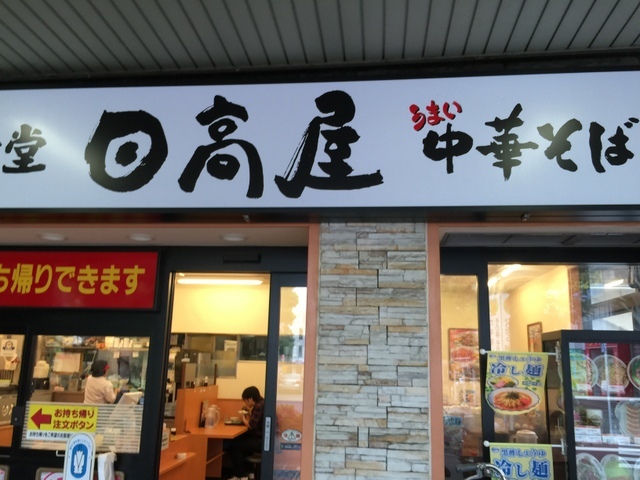 堂 日高屋 うまい 中華そば
ち帰りできます
お持ち帰り
注文ボタン
冷し麺
冷し麺